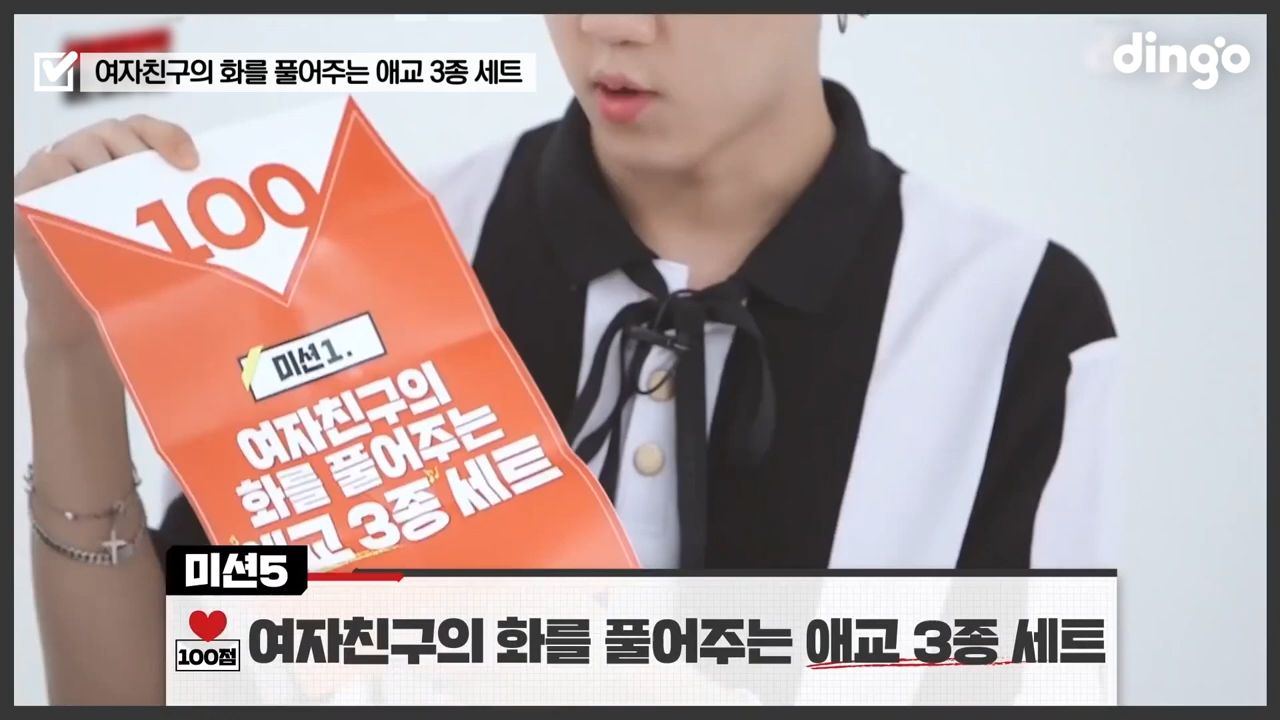 여자친구의 화를 풀어주는 애교 3종 세트
dingo
100
미션1.
여자친구의
화를 풀어주는
애교 3종 세트
미션5
100점
여자친구의 화를 풀어주는 애교 3종 세트